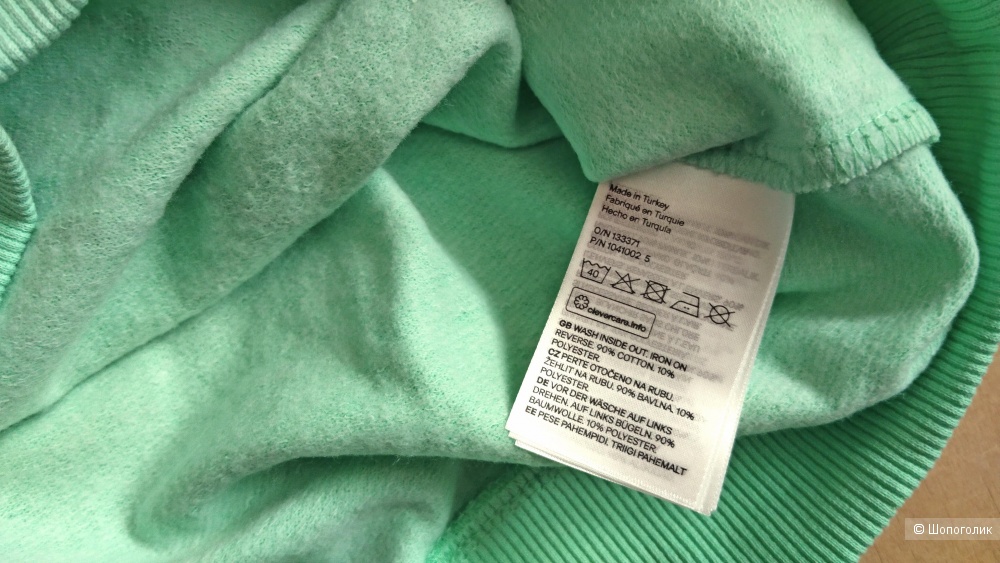 Made in Turkey
Fabriqué en Turquie
Hecho en Turquía
O/N 133371
P/N 1041002 5
40
clevercare.info
GB WASH INSIDE OUT. IRON ON
REVERSE. 90% COTTON. 10%
POLYESTER.
CZ PERTE OTOČENO NA RUBU.
ŽEHLIT NA RUBU. 90% BAVLNA. 10%
POLYESTER.
DE VOR DER WÄSCHE AUF LINKS
DREHEN. AUF LINKS BÜGELN. 90%
BAUMWOLLE. 10% POLYESTER.
EE PESE PAHEMPIDI. TRIIGI PAHEMALT
© Шопоголик